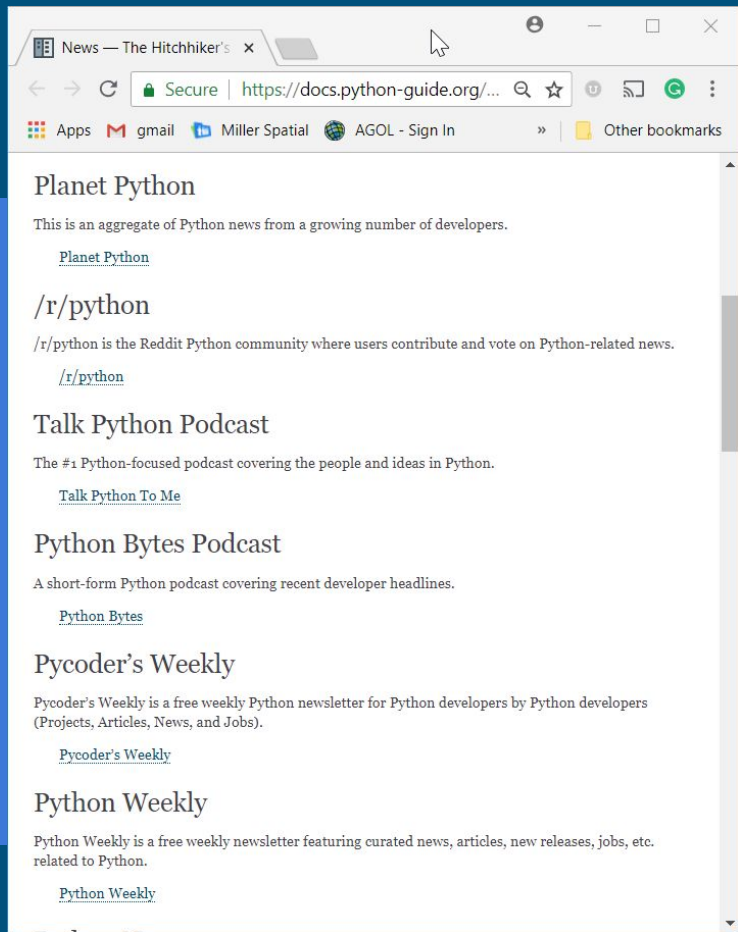 News — The Hitchhiker's
Secure | https://docs.python-guide.org/...
Apps gmail Miller Spatial AGOL - Sign In » Other bookmarks
Planet Python
This is an aggregate of Python news from a growing number of developers.
Planet Python
/r/python
/r/python is the Reddit Python community where users contribute and vote on Python-related news.
/r/python
Talk Python Podcast
The #1 Python-focused podcast covering the people and ideas in Python.
Talk Python To Me
Python Bytes Podcast
A short-form Python podcast covering recent developer headlines.
Python Bytes
Pycoder’s Weekly
Pycoder’s Weekly is a free weekly Python newsletter for Python developers by Python developers
(Projects, Articles, News, and Jobs).
Pycoder’s Weekly
Python Weekly
Python Weekly is a free weekly newsletter featuring curated news, articles, new releases, jobs, etc.
related to Python.
Python Weekly